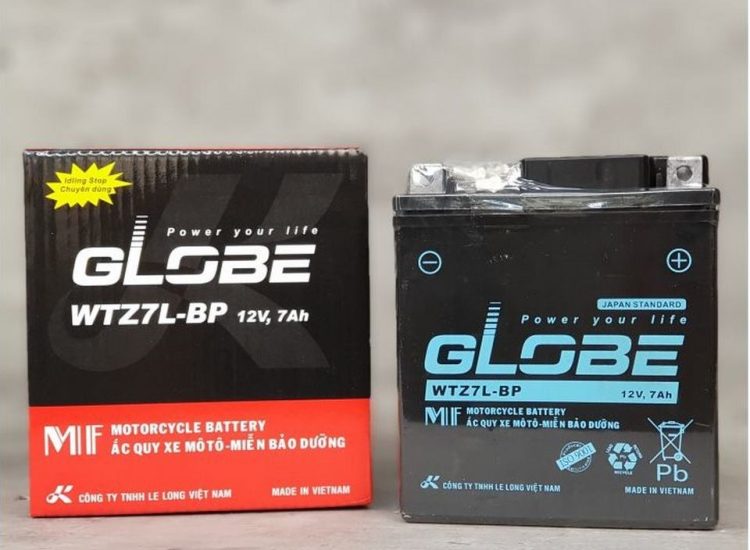 Idling Stop
Chuyên dùng
Power your life
GLOBE
WTZ7L-BP 12V, 7Ah
MF MOTORCYCLE BATTERY
ẮC QUY XE MÔTÔ-MIỄN BẢO DƯỠNG
CÔNG TY TNHH LE LONG VIỆT NAM
MADE IN VIETNAM
JAPAN STANDARD
Power your life
GLOBE
WTZ7L-BP 12V, 7Ah
MF MOTORCYCLE BATTERY
ẮC QUY XE MÔTÔ-MIỄN BẢO DƯỠNG
ISO 9001
RECYCLE
Pb
CÔNG TY TNHH LE LONG VIỆT NAM
MADE IN VIETNAM